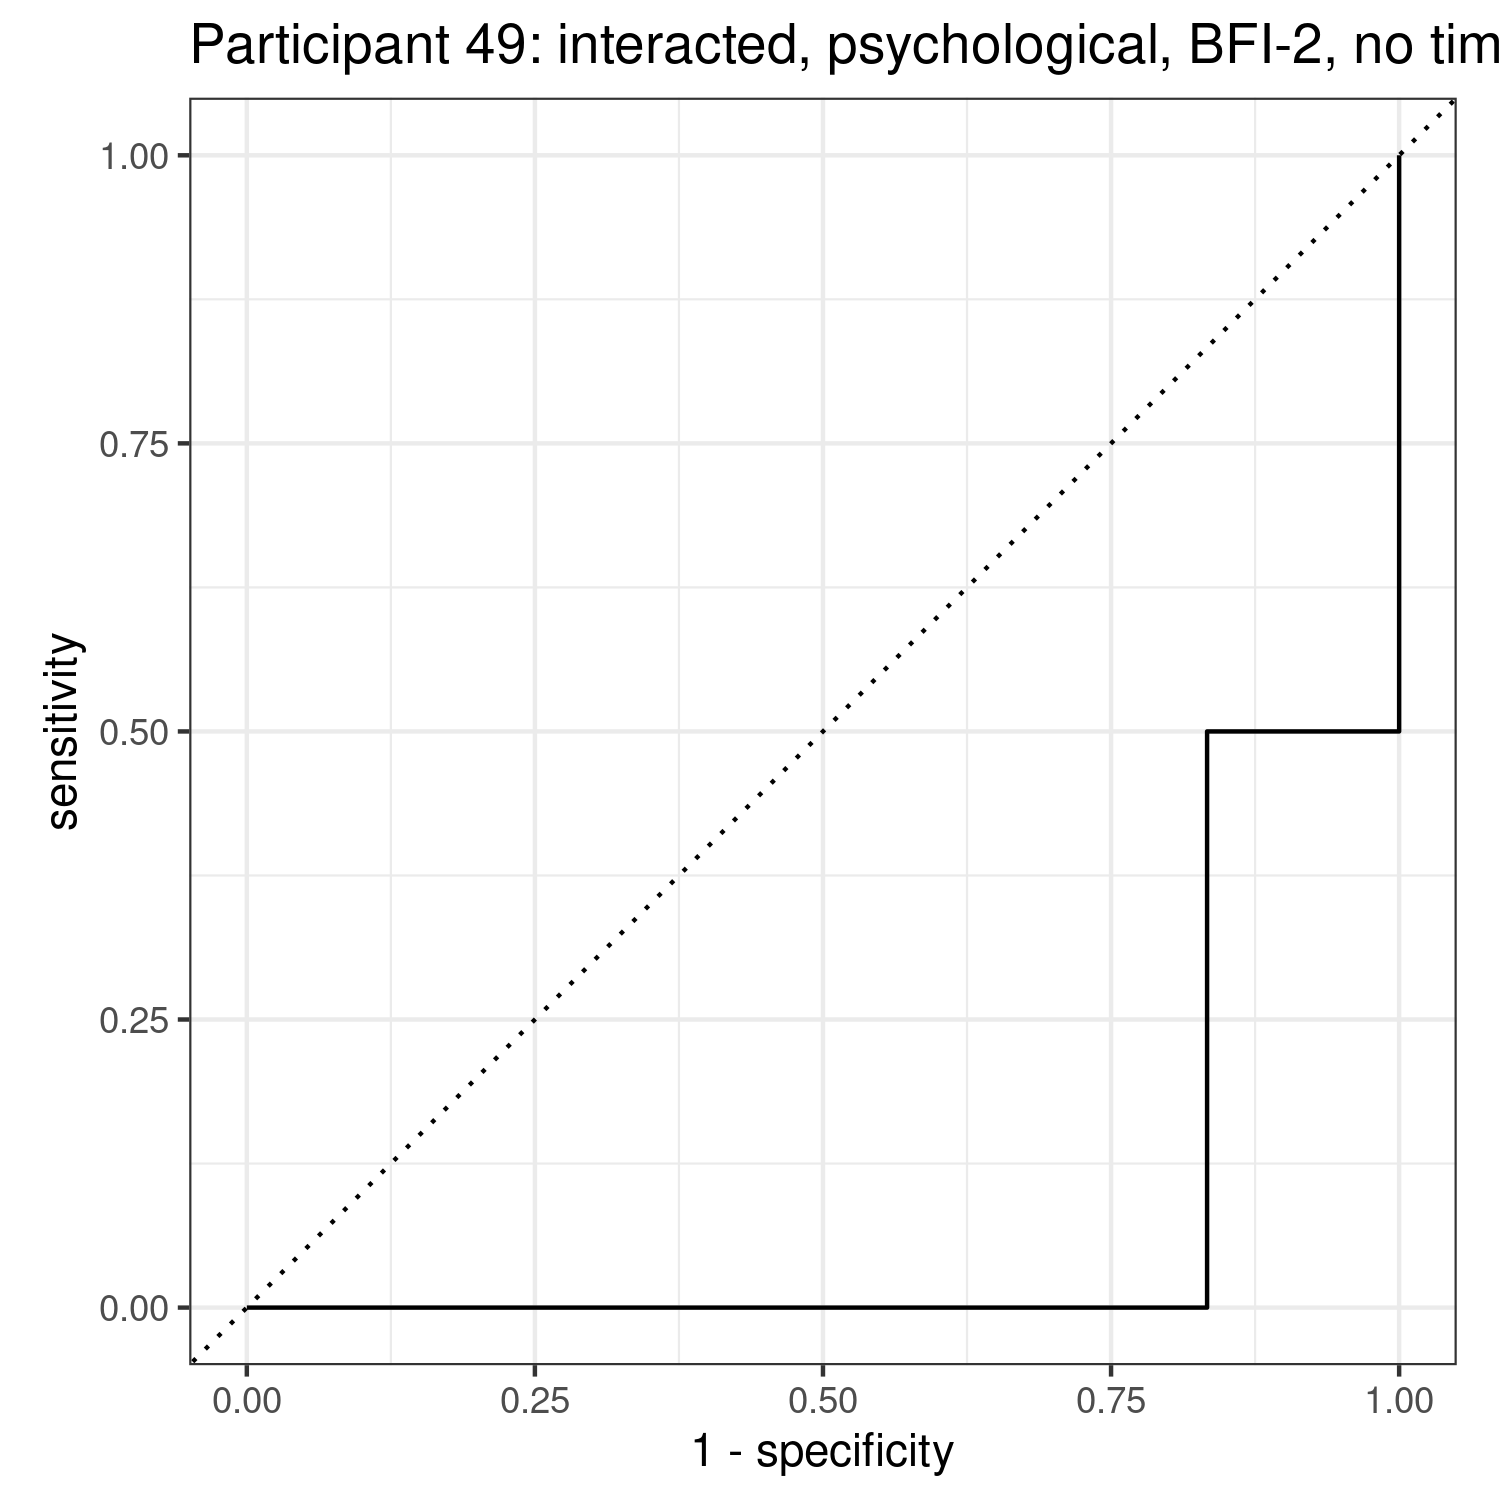 Participant 49: interacted, psychological, BFI-2, no tim
1.00
0.75
0.50
0.25
0.00
sensitivity
0.00 0.25 0.50 0.75 1.00
1 - specificity